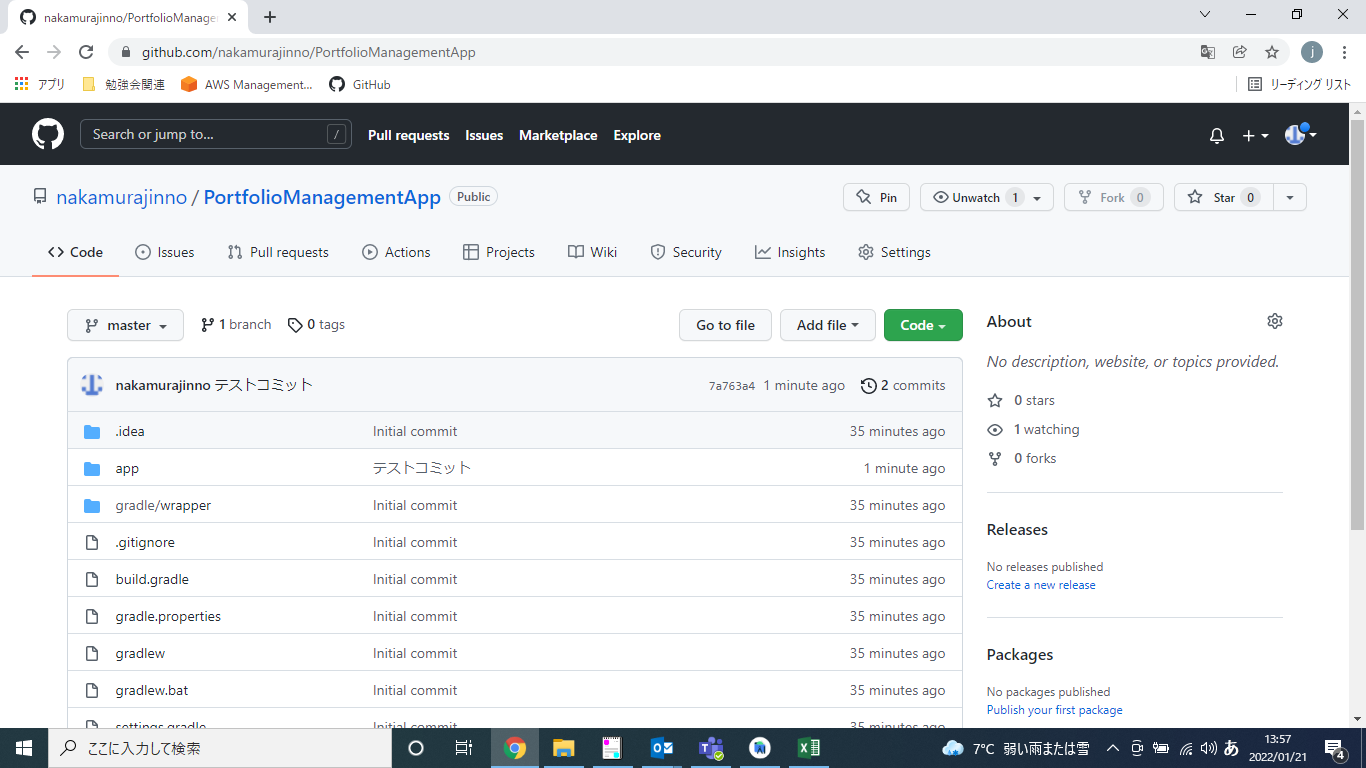 nakamurajinno/PortfolioManage
github.com/nakamurajinno/PortfolioManagementApp
j
アプリ 勉強会関連 AWS Management... GitHub リーディング リスト
Search or jump to... / Pull requests Issues Marketplace Explore
nakamurajinno / PortfolioManagementApp Public Pin Unwatch 1 Fork 0 Star 0
Code Issues Pull requests Actions Projects Wiki Security Insights Settings
master 1 branch 0 tags Go to file Add file Code
nakamurajinno テストコミット 7a763a4 1 minute ago 2 commits
.idea Initial commit 35 minutes ago
app テストコミット 1 minute ago
gradle/wrapper Initial commit 35 minutes ago
.gitignore Initial commit 35 minutes ago
build.gradle Initial commit 35 minutes ago
gradle.properties Initial commit 35 minutes ago
gradlew Initial commit 35 minutes ago
gradlew.bat Initial commit 35 minutes ago
settings.gradle Initial commit 35 minutes ago
About
No description, website, or topics provided.
0 stars
1 watching
0 forks
Releases
No releases published
Create a new release
Packages
No packages published
Publish your first package
ここに入力して検索
7°C 弱い雨または雪
あ
13:57
2022/01/21
4